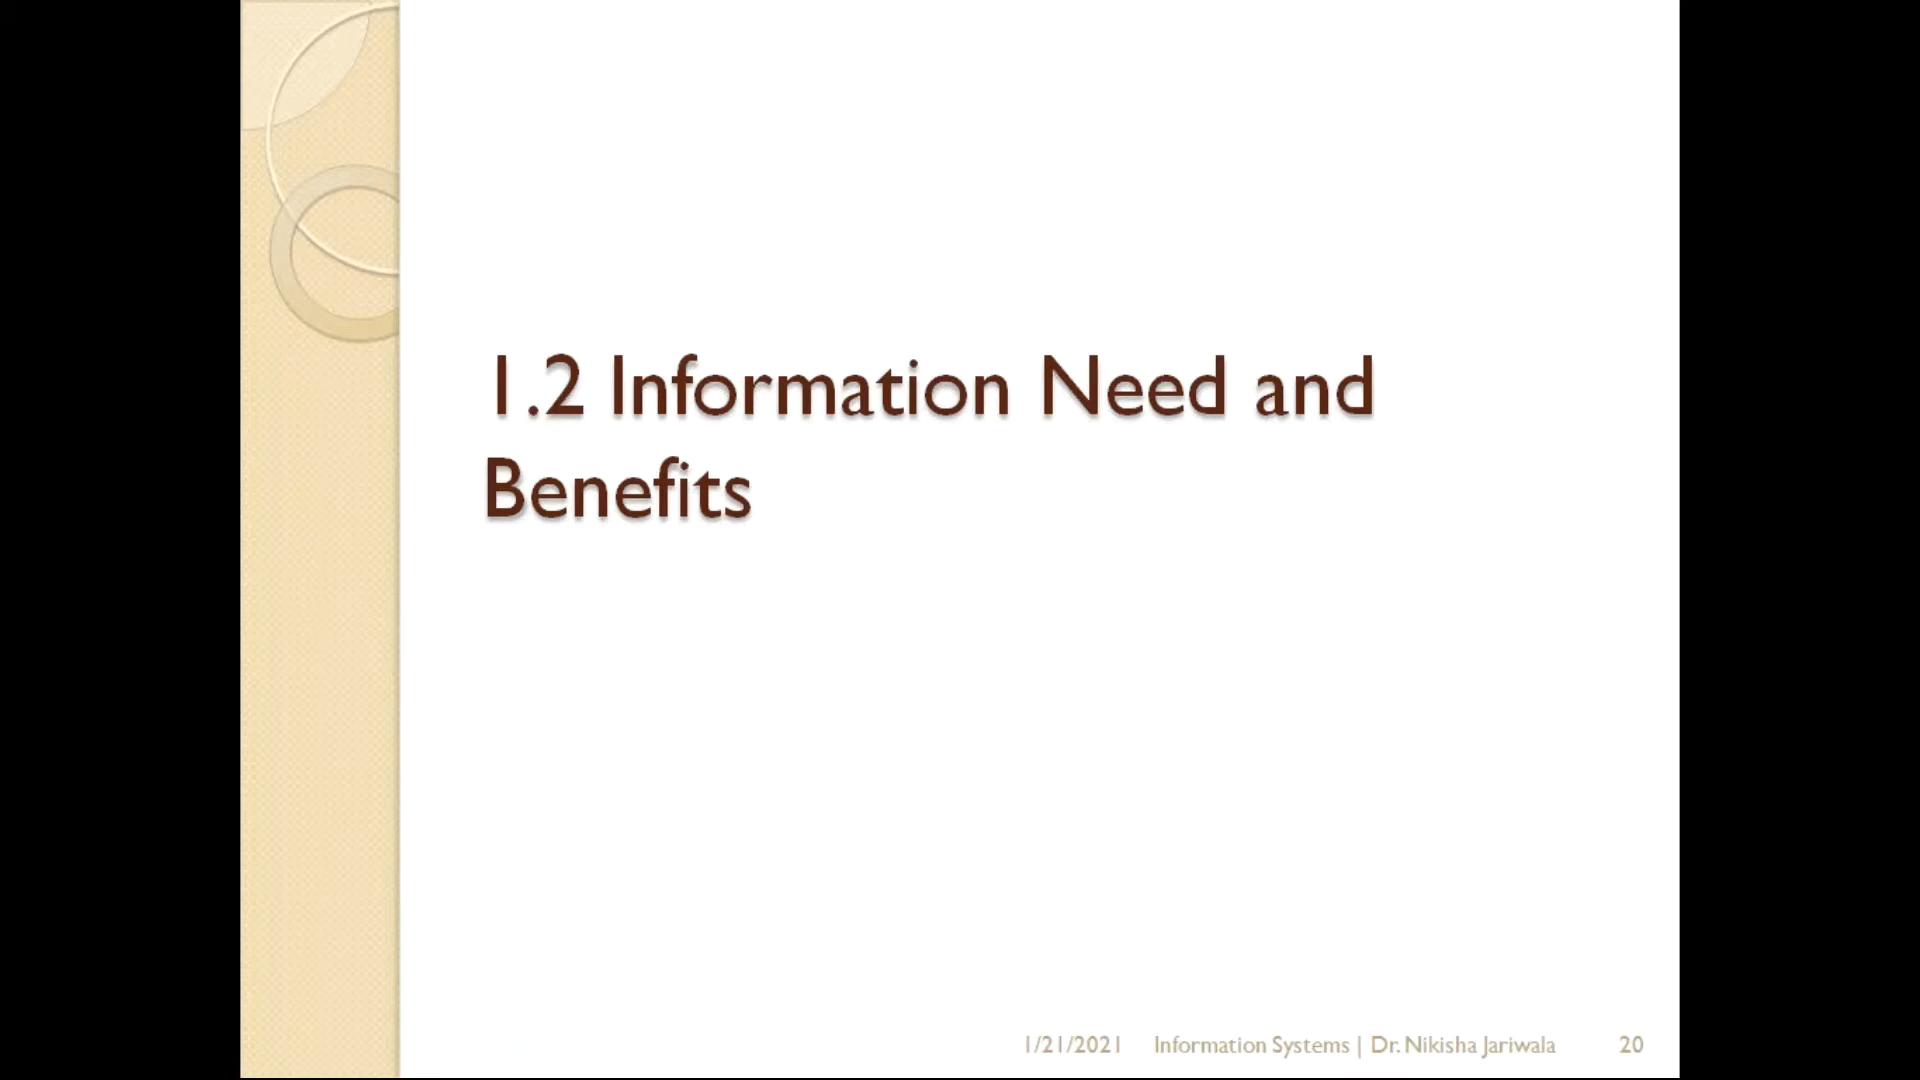 1.2 Information Need and
Benefits
1/21/2021 Information Systems | Dr. Nikisha Jariwala 20